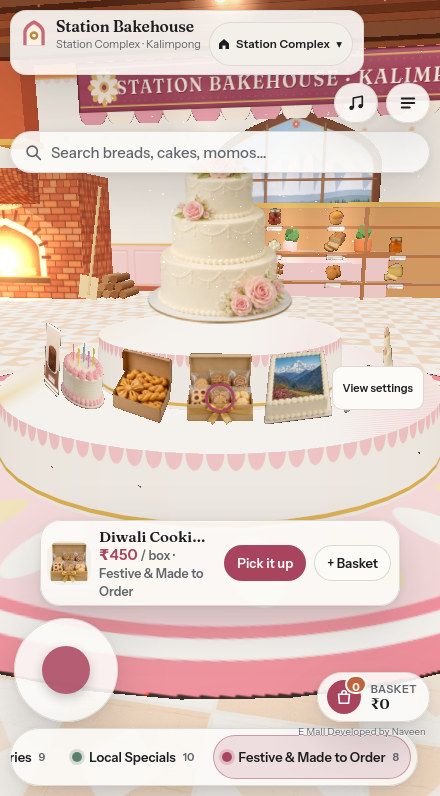 Station Bakehouse
Station Complex · Kalimpong
Station Complex ▾
STATION BAKEHOUSE · KALIMP
Search breads, cakes, momos...
View settings
Diwali Cooki...
₹450 / box ·
Festive & Made to
Order
Pick it up
+ Basket
0
BASKET
₹0
E Mall Developed by Naveen
ries 9
Local Specials 10
Festive & Made to Order 8